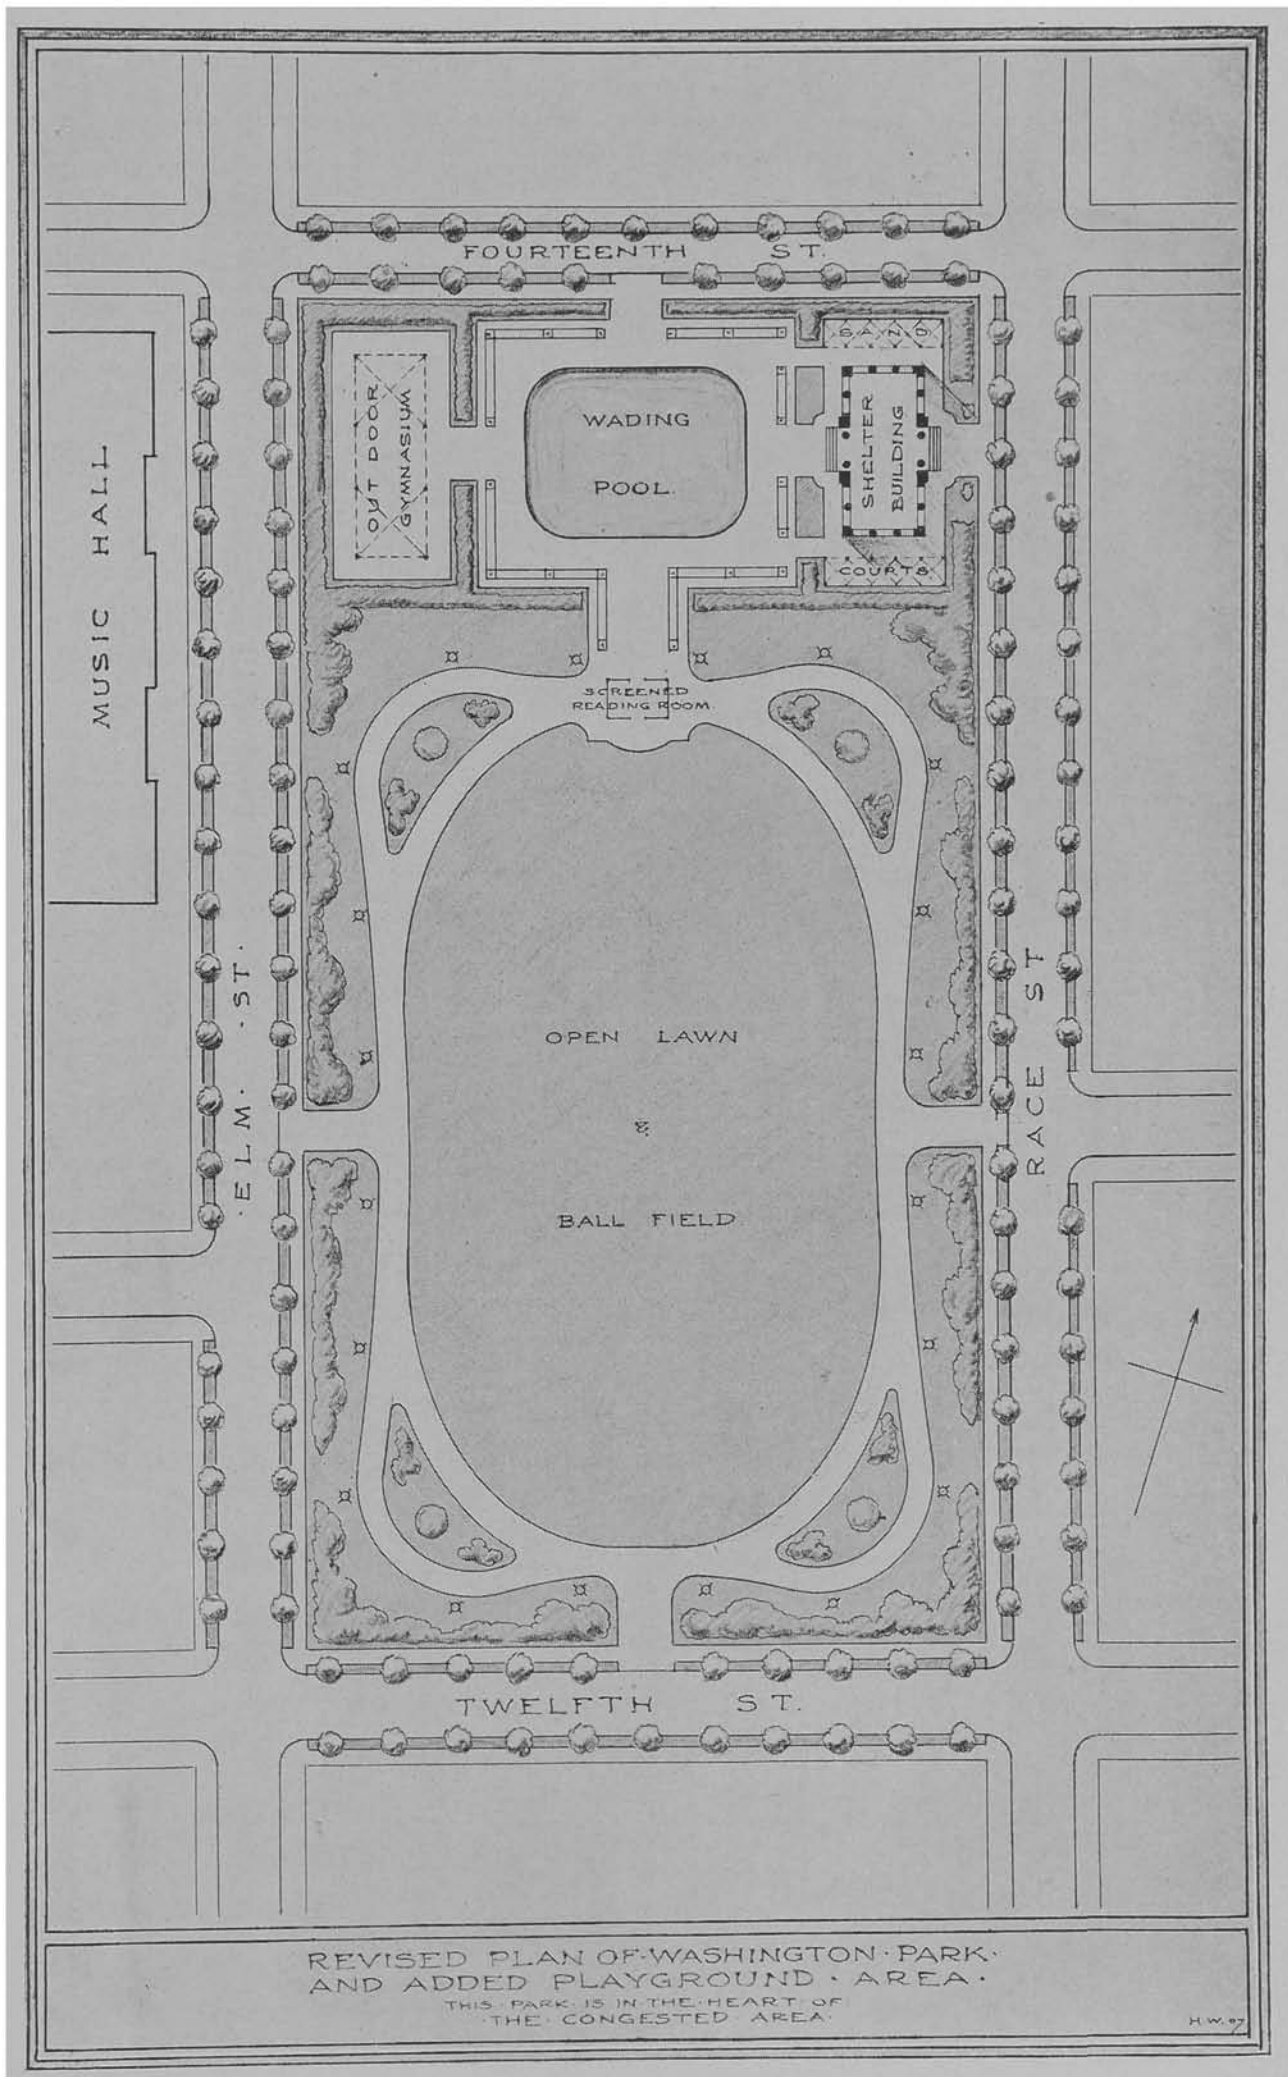 FOURTEENTH ST.
SAND
OUT DOOR
GYMNASIUM
WADING
POOL.
SHELTER
BUILDING
COURTS
MUSIC HALL
SCREENED
READING ROOM.
OPEN LAWN
&
BALL FIELD.
·ELM· ·ST·
RACE ST
TWELFTH ST.
REVISED PLAN OF·WASHINGTON·PARK·
AND ADDED PLAYGROUND·AREA·
THIS·PARK·IS IN·THE·HEART·OF
·THE·CONGESTED AREA·
H.W.07